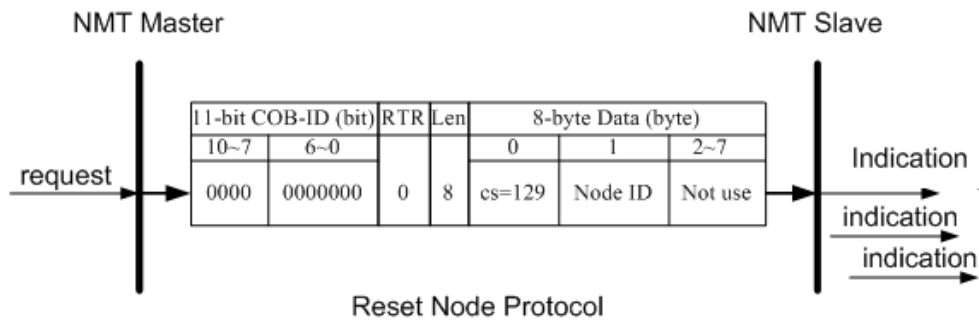 NMT Master
NMT Slave
11-bit COB-ID (bit) RTR Len 8-byte Data (byte)
10~7 6~0 0 1 2~7
request 0000 0000000 0 8 cs=129 Node ID Not use Indication
indication
indication
Reset Node Protocol